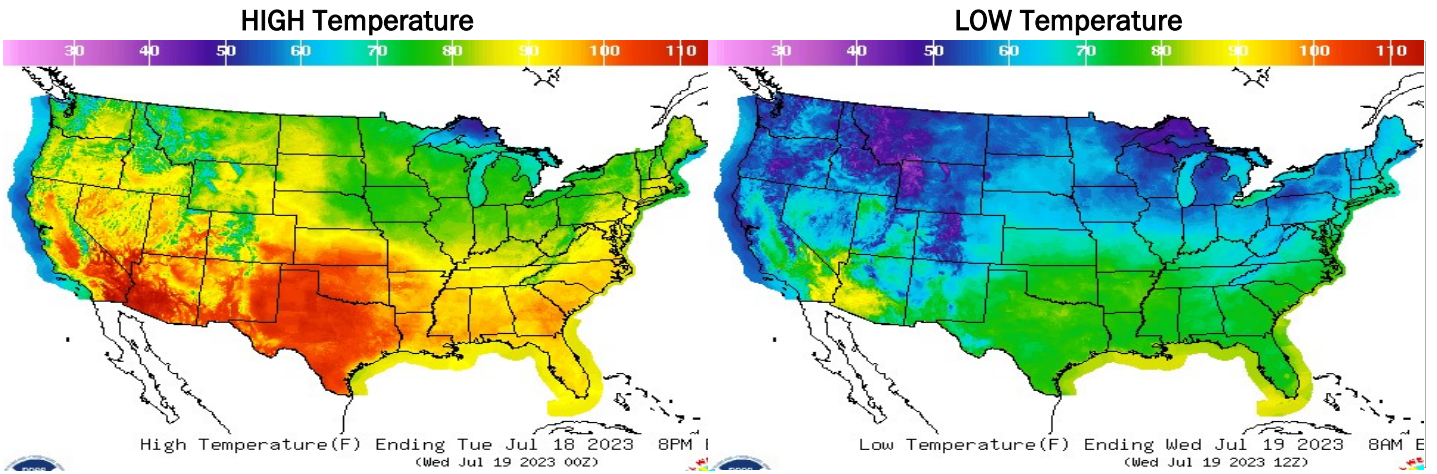 HIGH Temperature
30 40 50 60 70 80 90 100 110
High Temperature(F) Ending Tue Jul 18 2023 8PM
(Wed Jul 19 2023 00Z)
LOW Temperature
30 40 50 60 70 80 90 100 110
Low Temperature(F) Ending Wed Jul 19 2023 8AM E
(Wed Jul 19 2023 12Z)